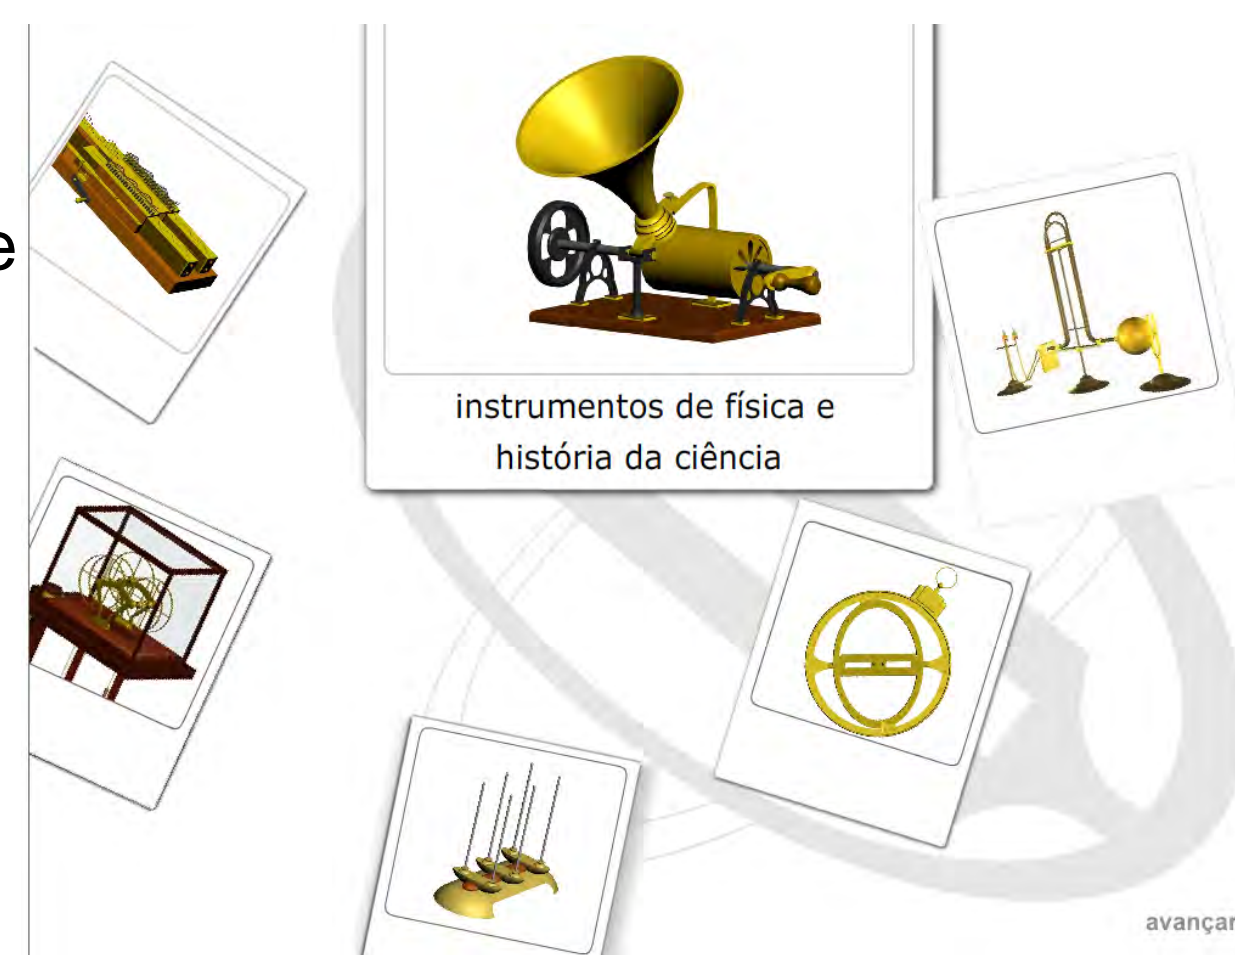 e
instrumentos de física e
história da ciência
avançar